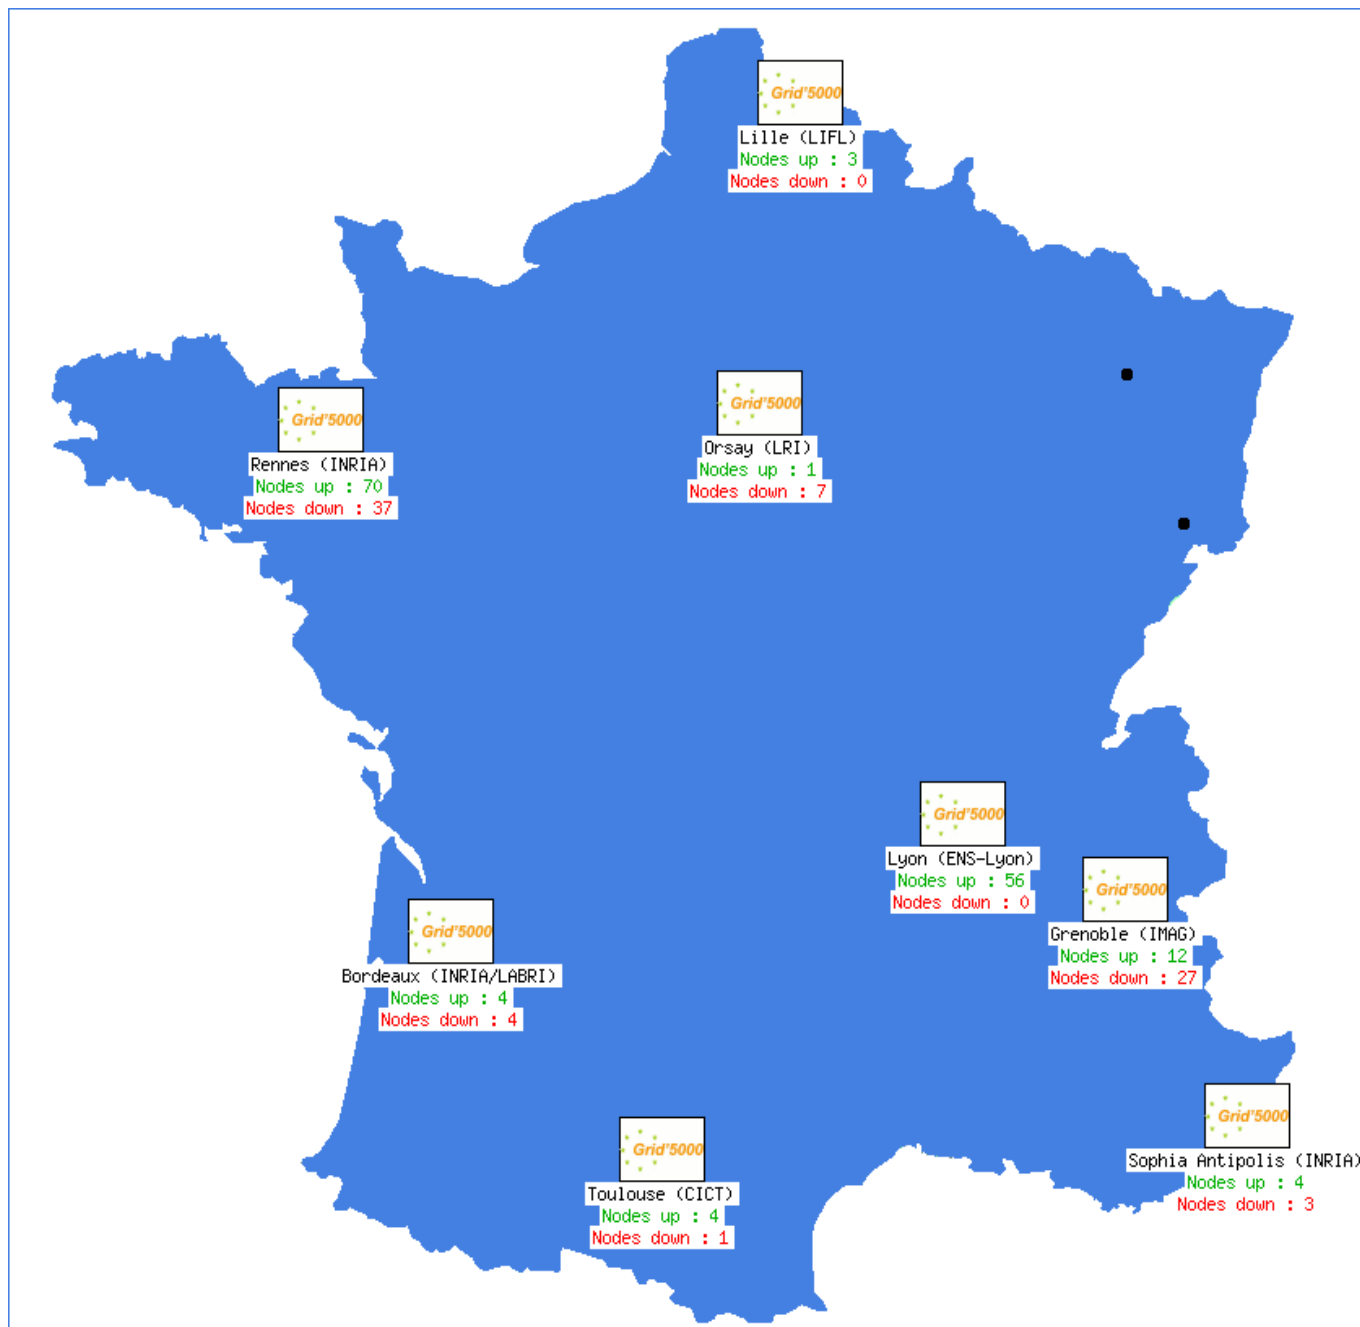 Grid'5000
Lille (LIFL)
Nodes up : 3
Nodes down : 0
Grid'5000
Orsay (LRI)
Nodes up : 1
Nodes down : 7
Grid'5000
Rennes (INRIA)
Nodes up : 70
Nodes down : 37
Grid'5000
Lyon (ENS-Lyon)
Nodes up : 56
Nodes down : 0
Grid'5000
Grenoble (IMAG)
Nodes up : 12
Nodes down : 27
Grid'5000
Bordeaux (INRIA/LABRI)
Nodes up : 4
Nodes down : 4
Grid'5000
Sophia Antipolis (INRIA)
Nodes up : 4
Nodes down : 3
Grid'5000
Toulouse (CICT)
Nodes up : 4
Nodes down : 1